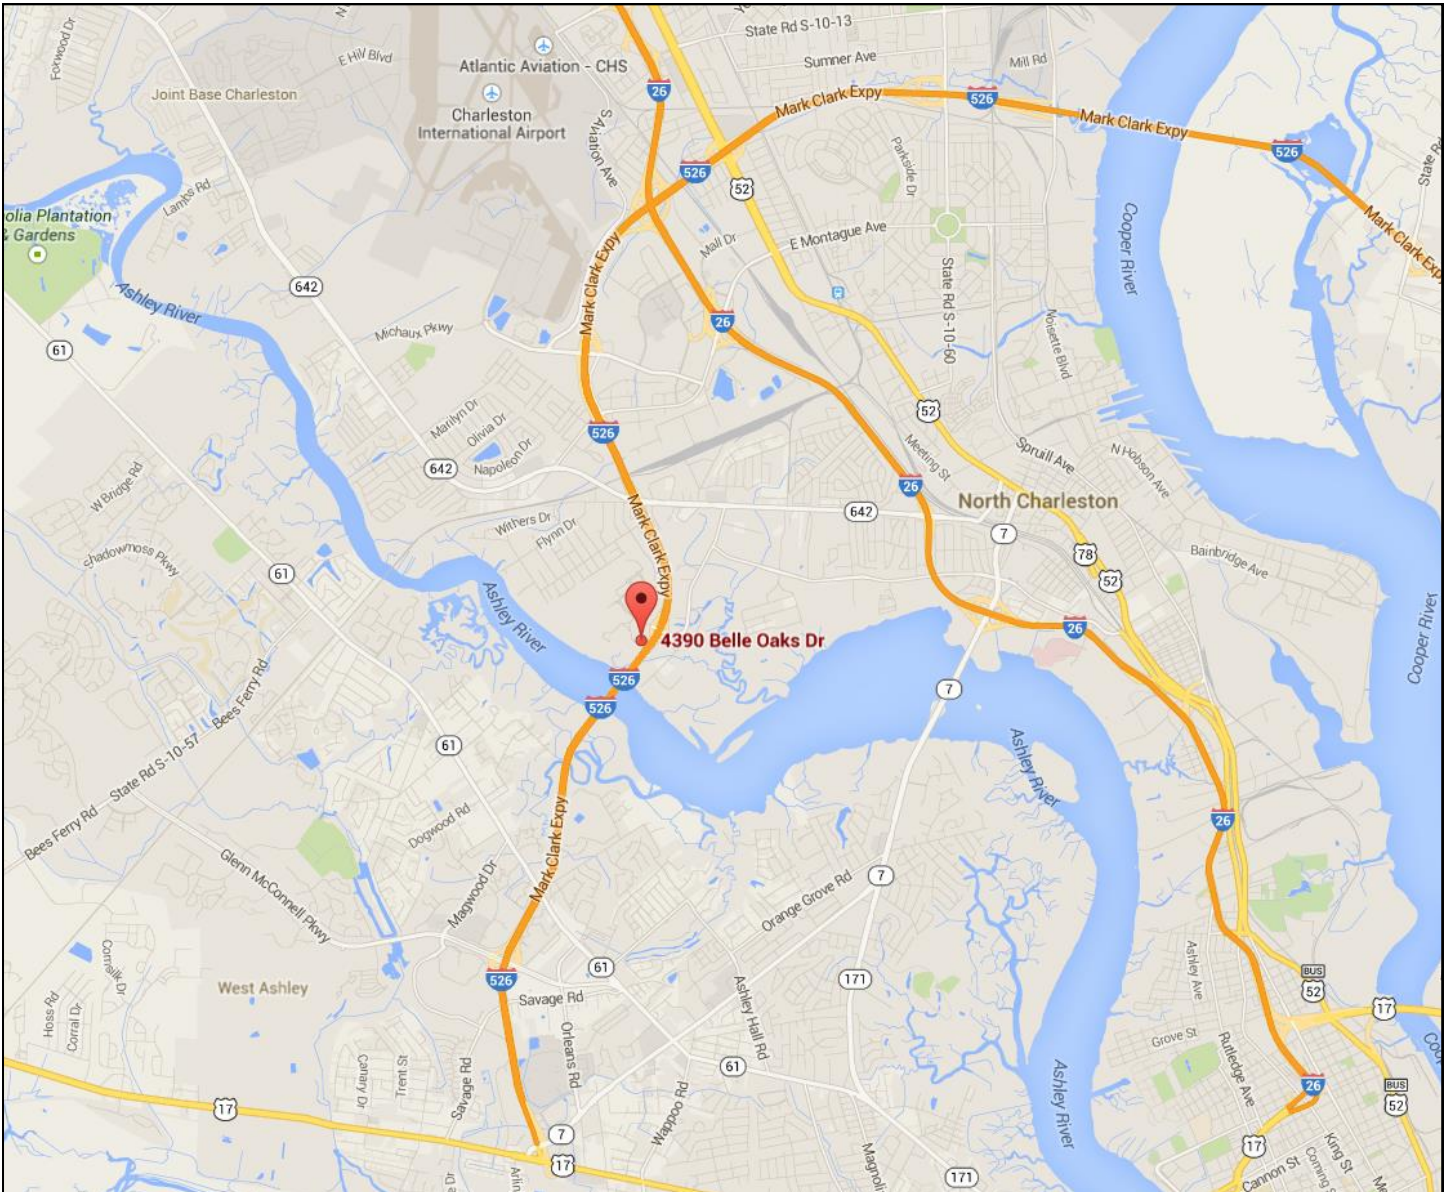 State Rd S-10-13
Foxwood Dr
E Hill Blvd
Sumner Ave
Mill Rd
Atlantic Aviation - CHS
Joint Base Charleston
26
Mark Clark Expy
526
Charleston
International Airport
Mark Clark Expy
S Aviation Ave
526
Parkside Dr
526
52
Lambs Rd
olia Plantation
& Gardens
Mark Clark Expy
Cooper River
E Montague Ave
Mall Dr
Mark Clark Expy
State Rd S-10-60
642
Ashley River
26
Michaux Pkwy
Noisette Blvd
61
52
Marilyn Dr
Olivia Dr
526
Napoleon Dr
642
Meeting St
Spruill Ave
N Hobson Ave
W Bridge Rd
26
North Charleston
Mark Clark Expy
642
Withers Dr
Flynn Dr
7
Shadowmoss Pkwy
78
Bainbridge Ave
61
52
Ashley River
4390 Belle Oaks Dr
26
Cooper River
526
7
Bees Ferry Rd
526
61
State Rd S-10-57
Ashley River
Bees Ferry Rd
Dogwood Rd
26
Mark Clark Expy
Glenn McConnell Pkwy
Magwood Dr
7
Orange Grove Rd
Cornsilk Dr
61
526
171
Ashley Ave
BUS
52
West Ashley
Savage Rd
Hoss Rd
Corral Dr
Ashley Hall Rd
17
Orleans Rd
Grove St
Rutledge Ave
61
Canary Dr
Trent St
Savage Rd
26
BUS
52
17
Wappoo Rd
Ashley River
7
17
17
King St
Cannon St
171